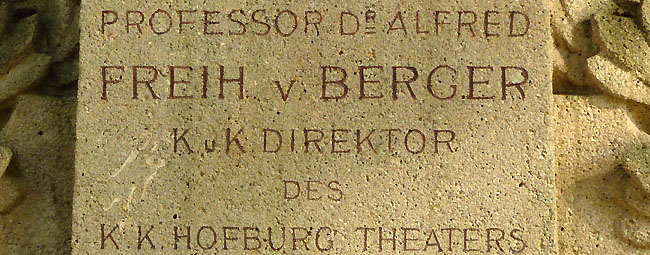 PROFESSOR DR ALFRED
FREIH. v. BERGER
K.u.K. DIREKTOR
DES
K.K. HOFBURG THEATERS